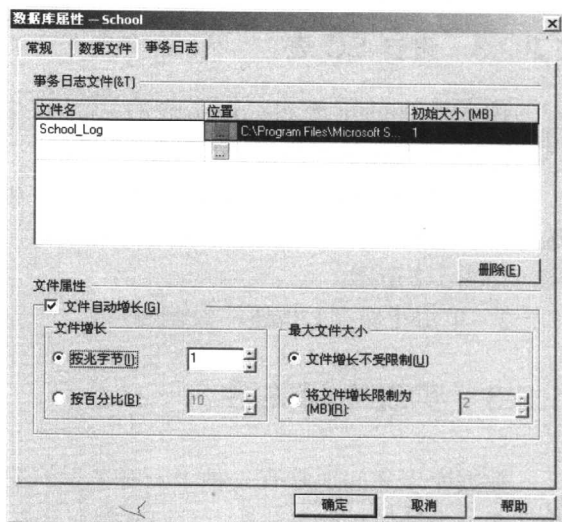 数据库属性 — School
常规 数据文件 事务日志
事务日志文件(&T)
文件名 位置 初始大小 (MB)
School_Log ... C:\Program Files\Microsoft S... 1
...
删除(E)
文件属性
文件自动增长(G)
文件增长 最大文件大小
按兆字节(I): 1 文件增长不受限制(U)
按百分比(B): 10 将文件增长限制为
(MB)(R): 2
确定 取消 帮助